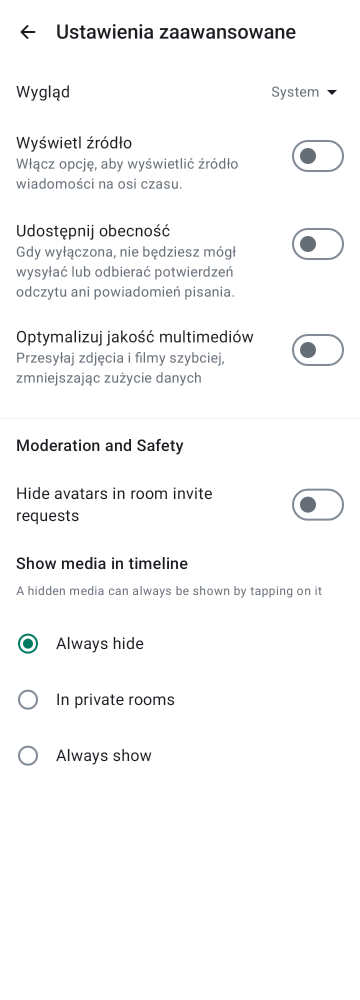 Ustawienia zaawansowane
Wygląd
System
Wyświetl źródło
Włącz opcję, aby wyświetlić źródło
wiadomości na osi czasu.
Udostępnij obecność
Gdy wyłączona, nie będziesz mógł
wysyłać lub odbierać potwierdzeń
odczytu ani powiadomień pisania.
Optymalizuj jakość multimediów
Przesyłaj zdjęcia i filmy szybciej,
zmniejszając zużycie danych
Moderation and Safety
Hide avatars in room invite
requests
Show media in timeline
A hidden media can always be shown by tapping on it
Always hide
In private rooms
Always show